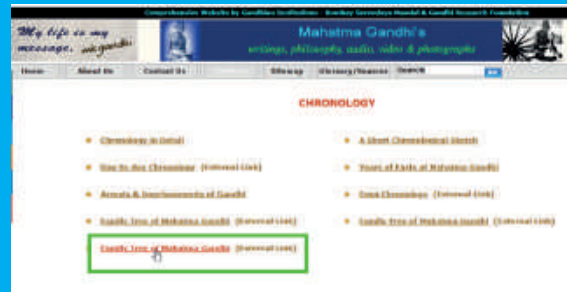 Comprehensive Website by Gandhian Institutions - Bombay Sarvodaya Mandal & Gandhi Research Foundation
My life is my message.
Mahatma Gandhi's
writings, philosophy, audio, video & photographs
Home About Us Contact Us Sitemap Glossary/Sources Search
CHRONOLOGY
Chronology in Detail
A Short Chronological Sketch
Day to day Chronology (External Link)
Years of Exile of Mahatma Gandhi
Arrests & Imprisonments of Gandhi
Chronology (External Link)
Family Tree of Mahatma Gandhi (External Link)
Family Tree of Mahatma Gandhi (External Link)
Family Tree of Mahatma Gandhi (External Link)